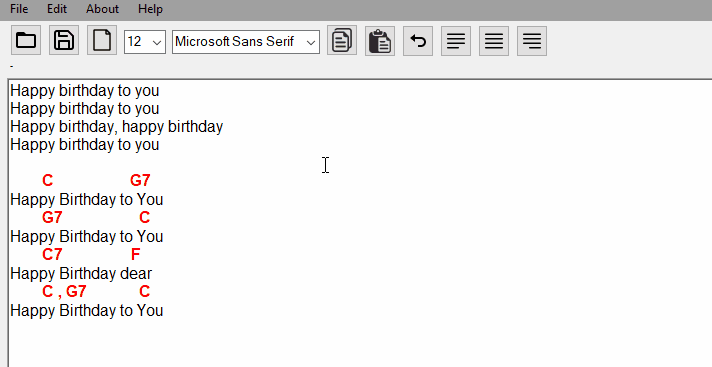 File Edit About Help
12 Microsoft Sans Serif
-
Happy birthday to you
Happy birthday to you
Happy birthday, happy birthday
Happy birthday to you
C G7
Happy Birthday to You
G7 C
Happy Birthday to You
C7 F
Happy Birthday dear
C , G7 C
Happy Birthday to You